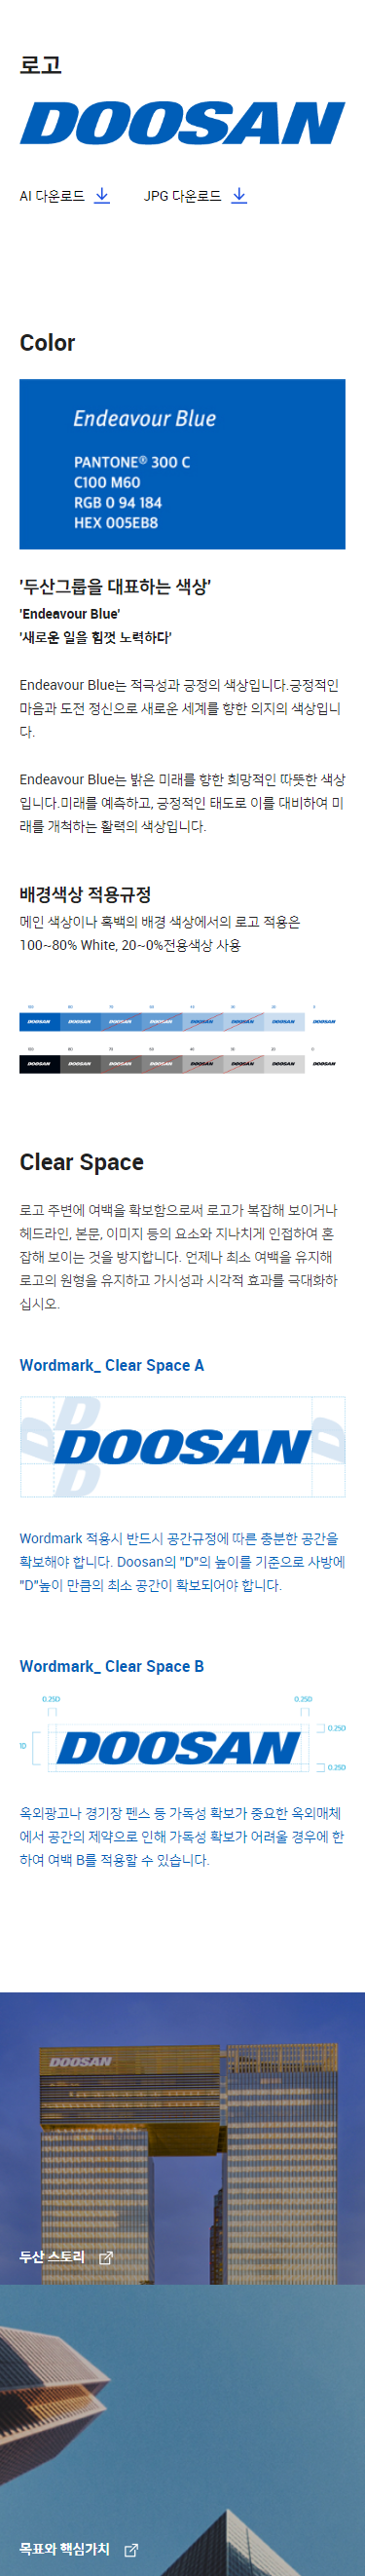 로고
DOOSAN
AI 다운로드
JPG 다운로드
Color
Endeavour Blue
PANTONE® 300 C
C100 M60
RGB 0 94 184
HEX 005EB8
'두산그룹을 대표하는 색상'
'Endeavour Blue'
'새로운 일을 힘껏 노력하다'
Endeavour Blue는 적극성과 긍정의 색상입니다.긍정적인
마음과 도전 정신으로 새로운 세계를 향한 의지의 색상입니
다.
Endeavour Blue는 밝은 미래를 향한 희망적인 따뜻한 색상
입니다.미래를 예측하고, 긍정적인 태도로 이를 대비하여 미
래를 개척하는 활력의 색상입니다.
배경색상 적용규정
메인 색상이나 흑백의 배경 색상에서의 로고 적용은
100~80% White, 20~0%전용색상 사용
DOOSAN DOOSAN DOOSAN DOOSAN DOOSAN DOOSAN DOOSAN DOOSAN
DOOSAN DOOSAN DOOSAN DOOSAN DOOSAN DOOSAN DOOSAN DOOSAN
Clear Space
로고 주변에 여백을 확보함으로써 로고가 복잡해 보이거나
헤드라인, 본문, 이미지 등의 요소와 지나치게 인접하여 혼
잡해 보이는 것을 방지합니다. 언제나 최소 여백을 유지해
로고의 원형을 유지하고 가시성과 시각적 효과를 극대화하
십시오.
Wordmark_ Clear Space A
D
D DOOSAN D
D
Wordmark 적용시 반드시 공간규정에 따른 충분한 공간을
확보해야 합니다. Doosan의 "D"의 높이를 기준으로 사방에
"D"높이 만큼의 최소 공간이 확보되어야 합니다.
Wordmark_ Clear Space B
0.25D 0.25D
0.25D
1D DOOSAN
0.25D
옥외광고나 경기장 펜스 등 가독성 확보가 중요한 옥외매체
에서 공간의 제약으로 인해 가독성 확보가 어려울 경우에 한
하여 여백 B를 적용할 수 있습니다.
DOOSAN
두산 스토리
목표와 핵심가치